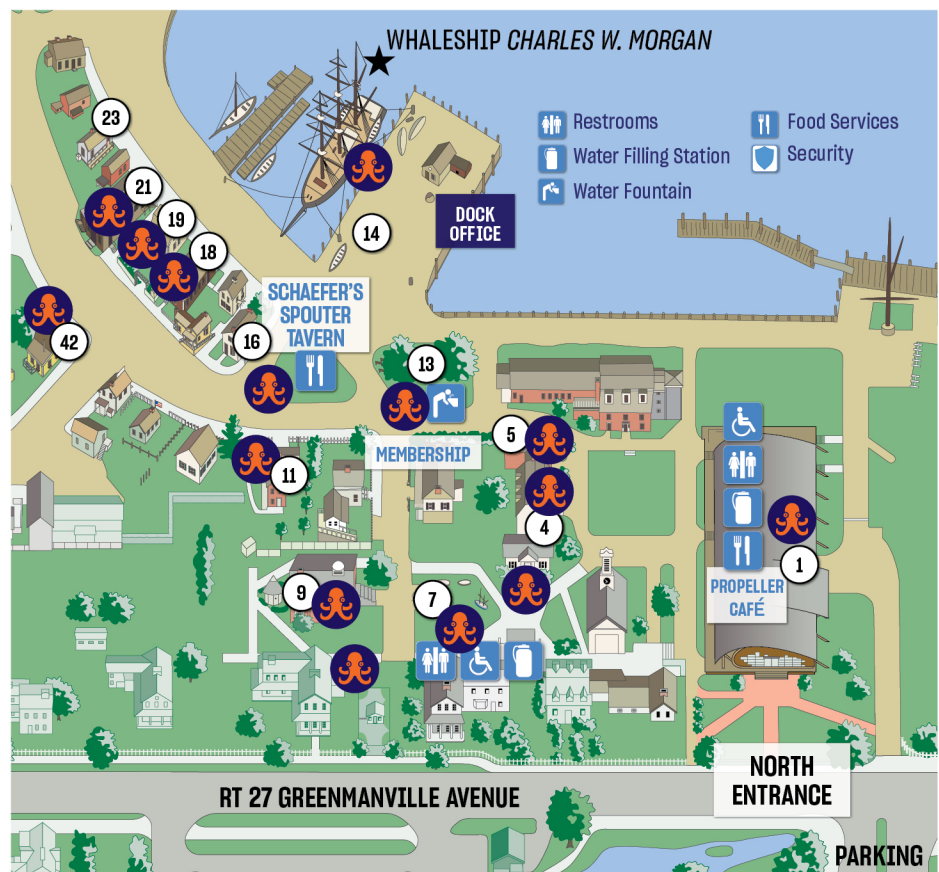 WHALESHIP CHARLES W. MORGAN
Restrooms
Water Filling Station
Water Fountain
Food Services
Security
23
21
19
18
14
DOCK
OFFICE
SCHAEFER'S
SPOUTER
TAVERN
42
16
13
MEMBERSHIP
5
11
4
1
PROPELLER
CAFÉ
9
7
NORTH
ENTRANCE
RT 27 GREENMANVILLE AVENUE
PARKING